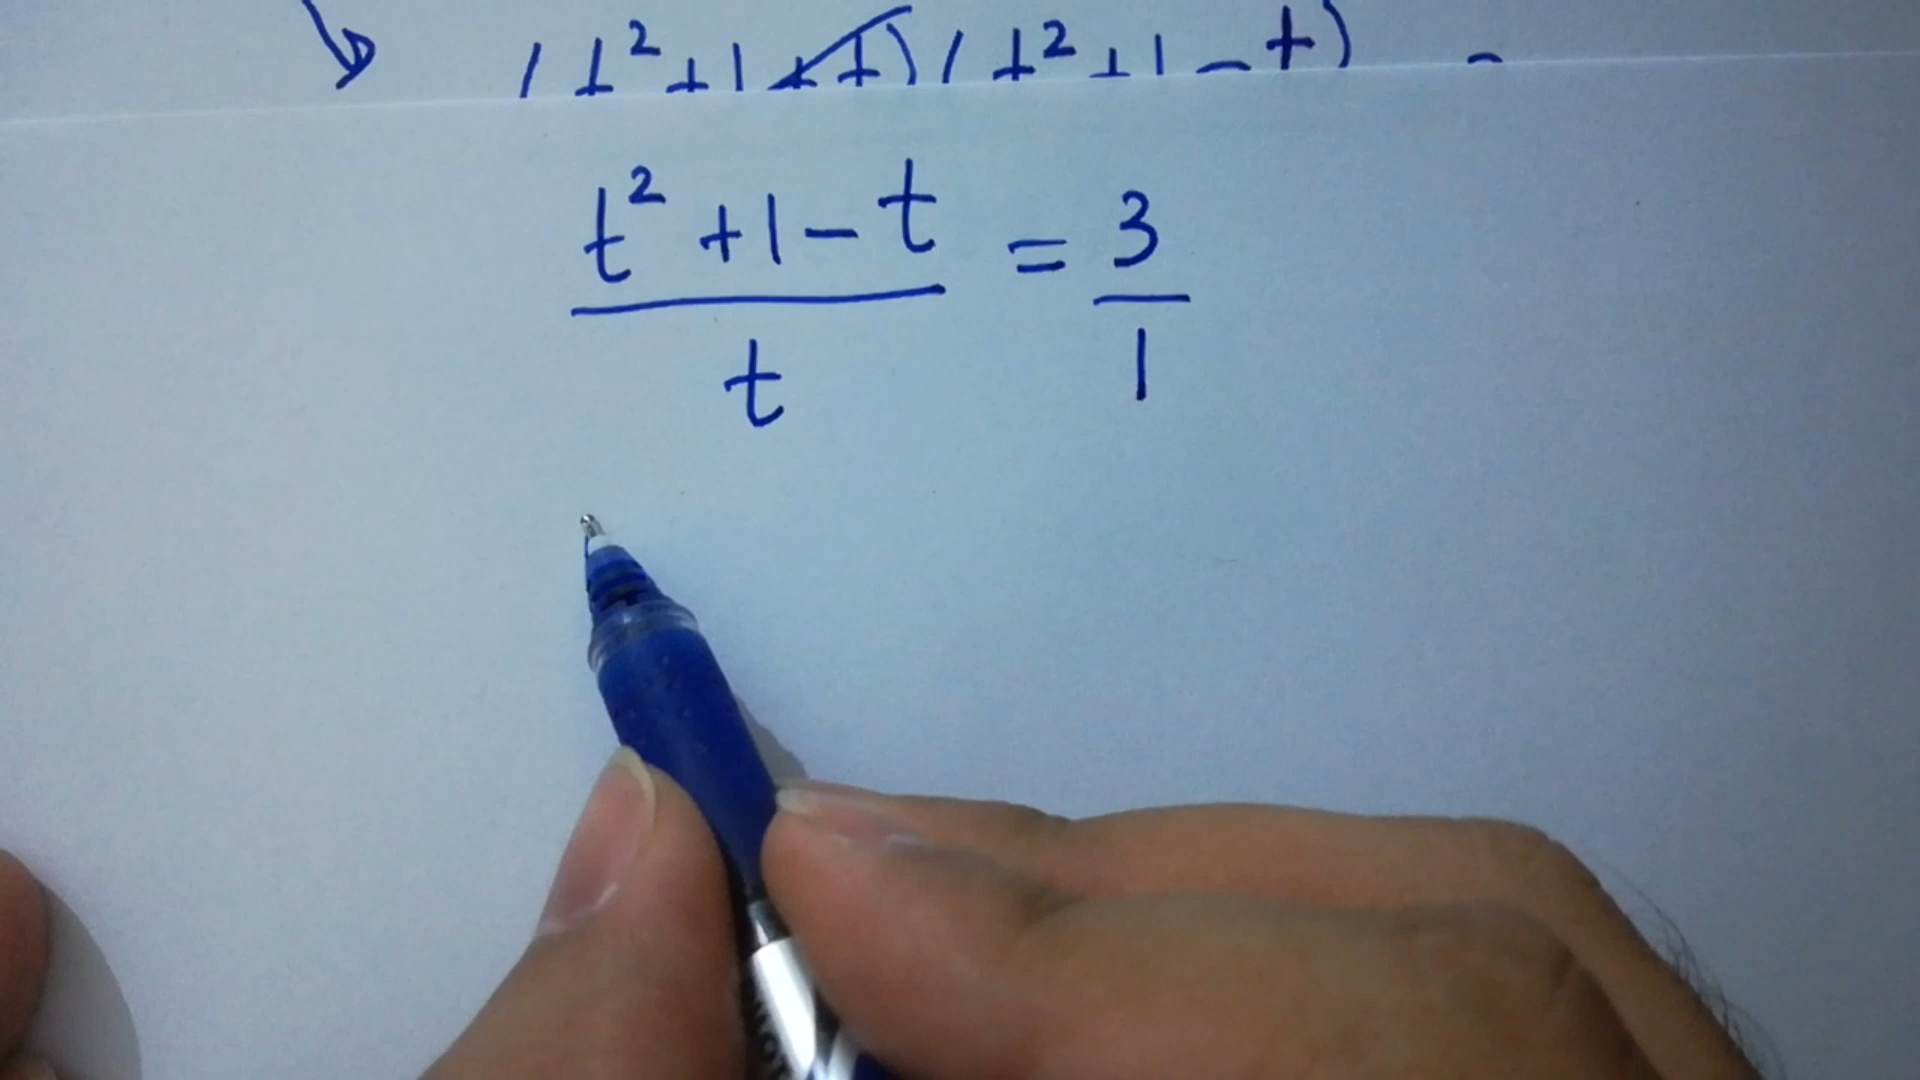 (t²+1+t)(t²+1-t)
t²+1-t = 3
t 1